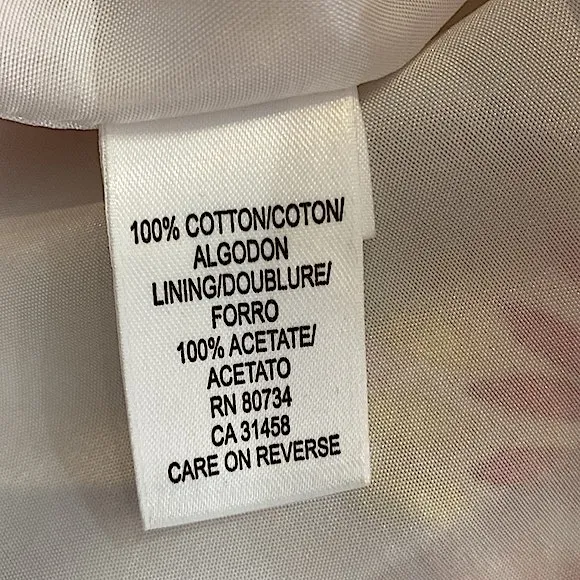 100% COTTON/COTON/
ALGODON
LINING/DOUBLURE/
FORRO
100% ACETATE/
ACETATO
RN 80734
CA 31458
CARE ON REVERSE